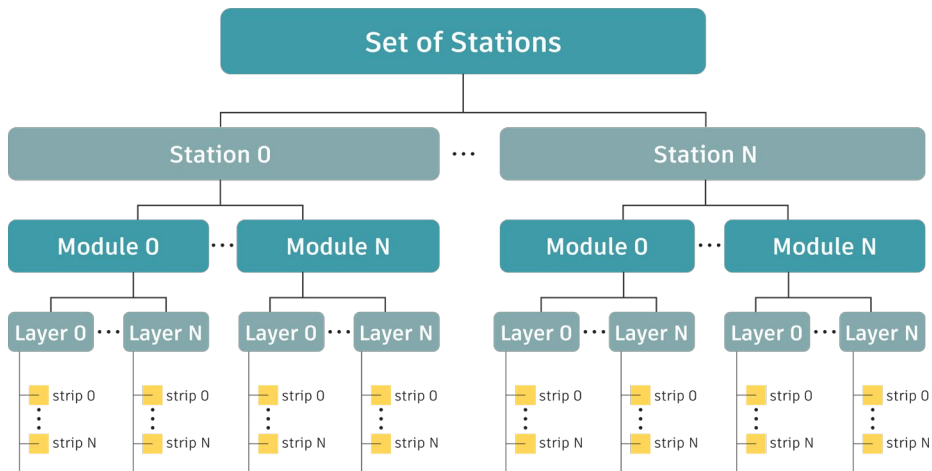 Set of Stations
Station 0 ... Station N
Module 0 ... Module N Module 0 ... Module N
Layer 0 ... Layer N Layer 0 ... Layer N Layer 0 ... Layer N Layer 0 ... Layer N
strip 0 strip 0 strip 0 strip 0 strip 0 strip 0 strip 0 strip 0
strip N strip N strip N strip N strip N strip N strip N strip N